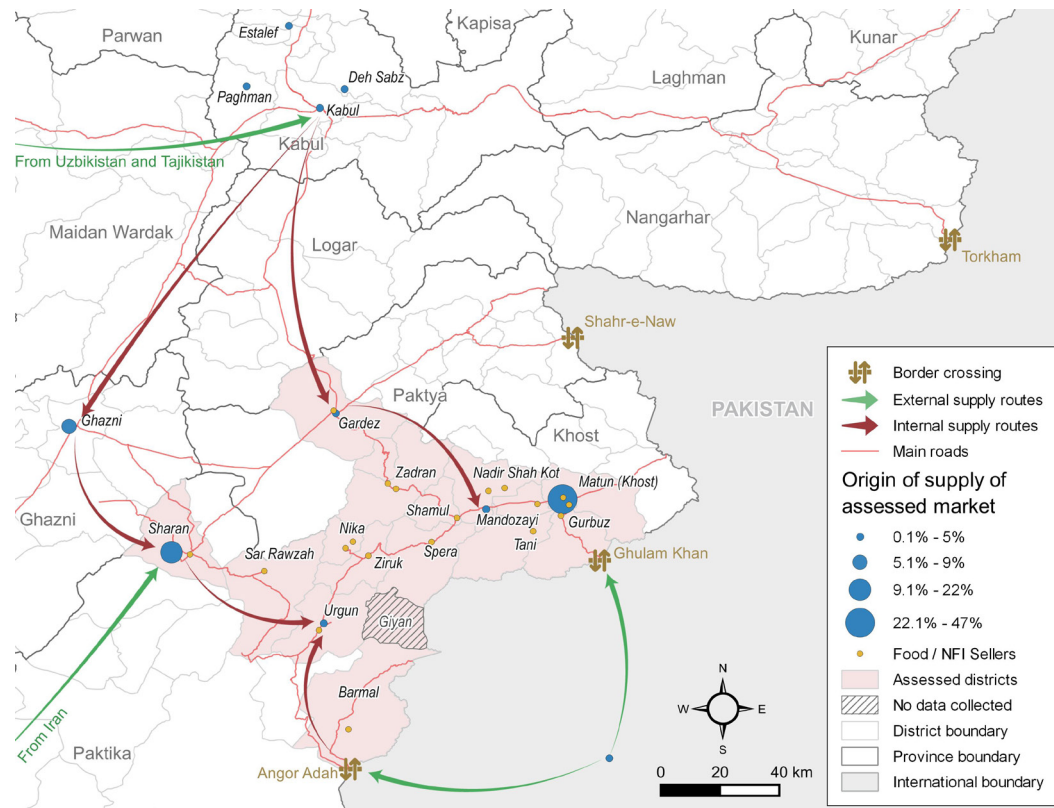 Parwan
Estalef
Kapisa
Kunar
Laghman
Deh Sabz
Paghman
Kabul
Kabul
From Uzbikistan and Tajikistan
Nangarhar
Maidan Wardak
Logar
Torkham
Shahr-e-Naw
Paktya
PAKISTAN
Ghazni
Gardez
Khost
Zadran
Nadir Shah Kot
Matun (Khost)
Shamul
Mandozayi
Gurbuz
Ghazni
Sharan
Nika
Tani
Sar Rawzah
Ziruk
Spera
Ghulam Khan
Urgun
Giyan
Barmal
From Iran
Paktika
Angor Adah
N
W
E
S
0 20 40 km
Border crossing
External supply routes
Internal supply routes
Main roads
Origin of supply of
assessed market
0.1% - 5%
5.1% - 9%
9.1% - 22%
22.1% - 47%
Food / NFI Sellers
Assessed districts
No data collected
District boundary
Province boundary
International boundary